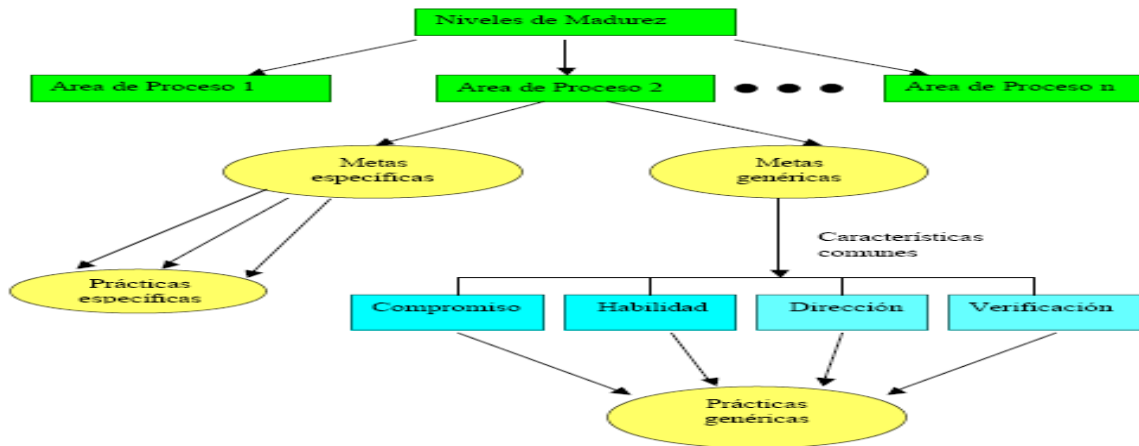 Niveles de Madurez
Area de Proceso 1
Area de Proceso 2
Area de Proceso n
Metas
específicas
Metas
genéricas
Características
comunes
Prácticas
específicas
Compromiso
Habilidad
Dirección
Verificación
Prácticas
genéricas